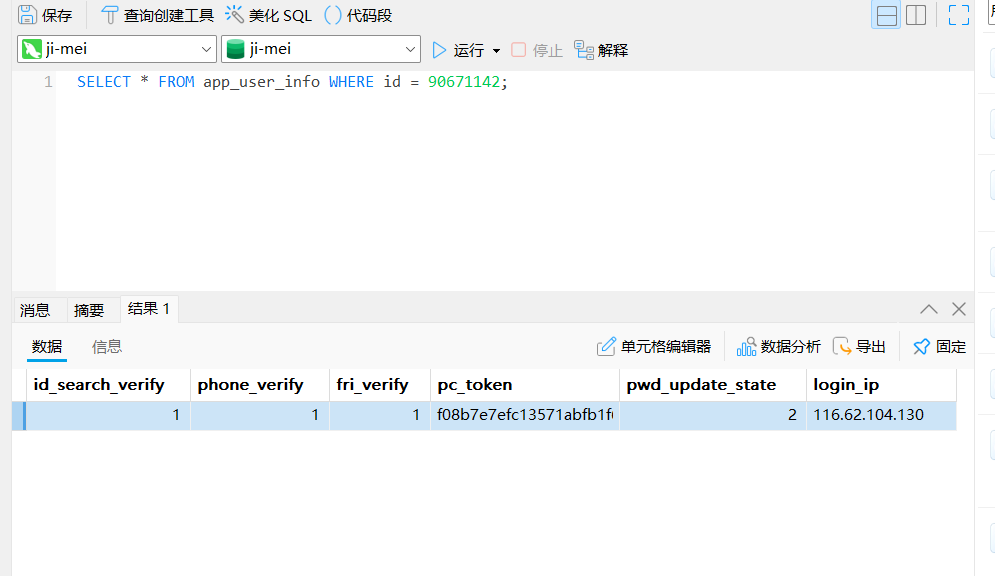 保存 查询创建工具 美化 SQL () 代码段
ji-mei ji-mei 运行 停止 解释
1 SELECT * FROM app_user_info WHERE id = 90671142;
消息 摘要 结果 1
数据 信息 单元格编辑器 数据分析 导出 固定
id_search_verify phone_verify fri_verify pc_token pwd_update_state login_ip
1 1 1 f08b7e7efc13571abfb1f 2 116.62.104.130